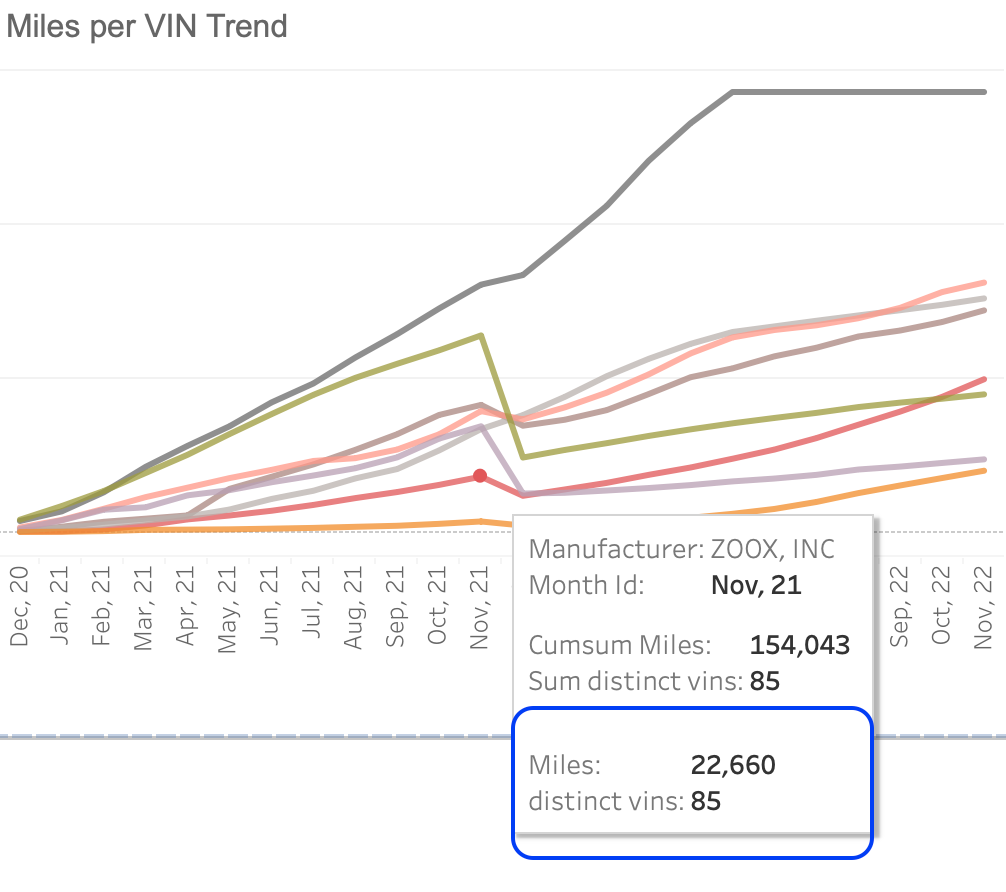 Miles per VIN Trend
Dec, 20
Jan, 21
Feb, 21
Mar, 21
Apr, 21
May, 21
Jun, 21
Jul, 21
Aug, 21
Sep, 21
Oct, 21
Nov, 21
Sep, 22
Oct, 22
Nov, 22
Manufacturer: ZOOX, INC
Month Id: Nov, 21
Cumsum Miles: 154,043
Sum distinct vins: 85
Miles: 22,660
distinct vins: 85